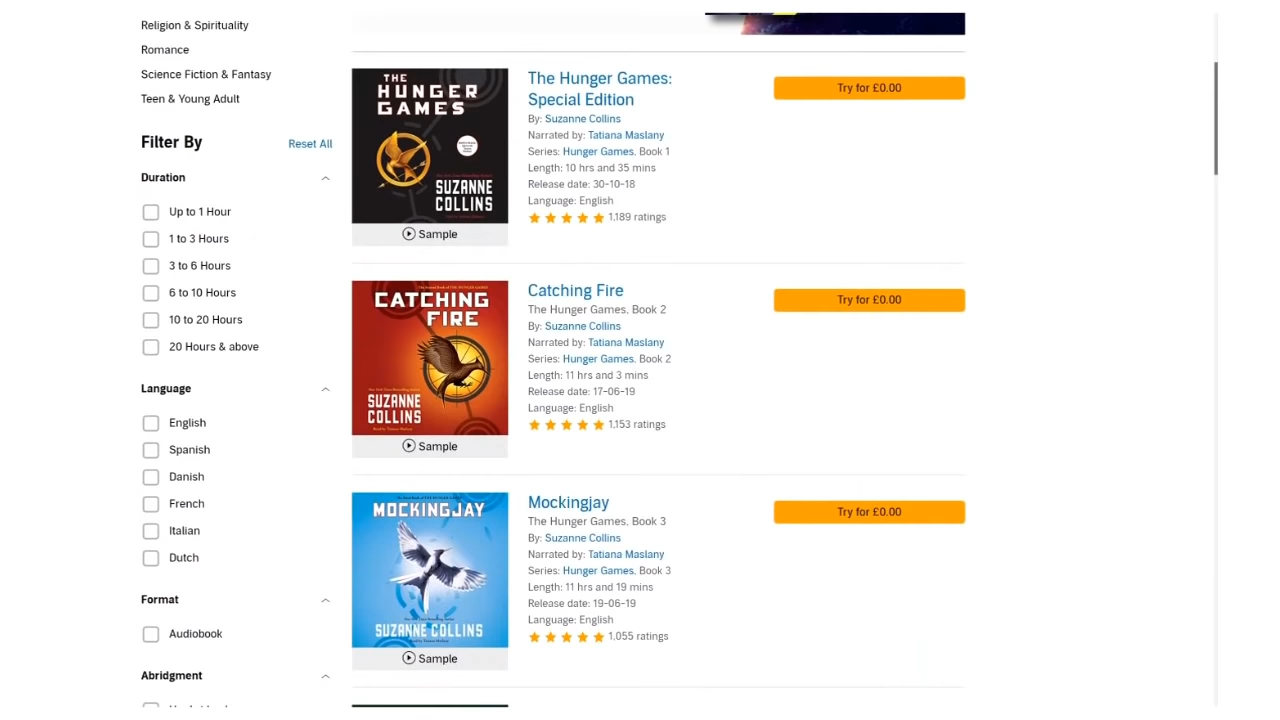 Religion & Spirituality
Romance
Science Fiction & Fantasy
Teen & Young Adult
Filter By
Reset All
Duration
Up to 1 Hour
1 to 3 Hours
3 to 6 Hours
6 to 10 Hours
10 to 20 Hours
20 Hours & above
Language
English
Spanish
Danish
French
Italian
Dutch
Format
Audiobook
Abridgment
THE
HUNGER
GAMES
SUZANNE
COLLINS
Sample
The Hunger Games:
Special Edition
By: Suzanne Collins
Narrated by: Tatiana Maslany
Series: Hunger Games, Book 1
Length: 10 hrs and 35 mins
Release date: 30-10-18
Language: English
1,189 ratings
Try for £0.00
CATCHING
FIRE
SUZANNE
COLLINS
Sample
Catching Fire
The Hunger Games, Book 2
By: Suzanne Collins
Narrated by: Tatiana Maslany
Series: Hunger Games, Book 2
Length: 11 hrs and 3 mins
Release date: 17-06-19
Language: English
1,153 ratings
Try for £0.00
MOCKINGJAY
SUZANNE COLLINS
Sample
Mockingjay
The Hunger Games, Book 3
By: Suzanne Collins
Narrated by: Tatiana Maslany
Series: Hunger Games, Book 3
Length: 11 hrs and 19 mins
Release date: 19-06-19
Language: English
1,055 ratings
Try for £0.00